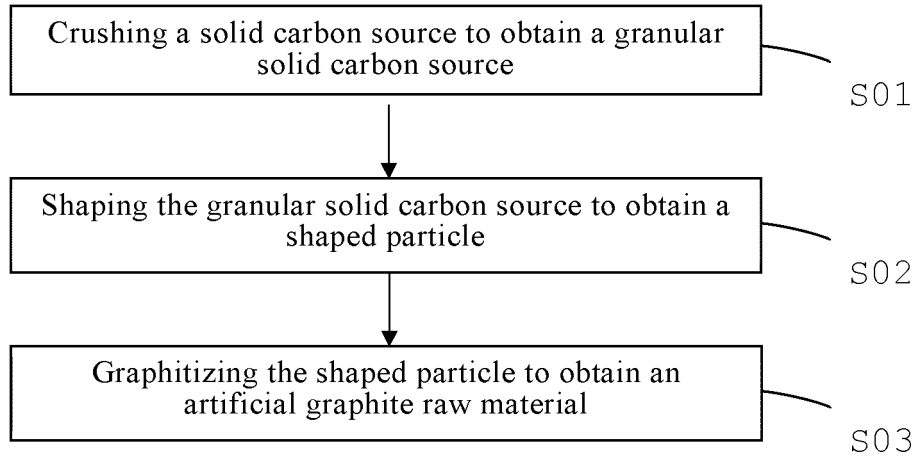 Crushing a solid carbon source to obtain a granular
solid carbon source
S01
Shaping the granular solid carbon source to obtain a
shaped particle
S02
Graphitizing the shaped particle to obtain an
artificial graphite raw material
S03